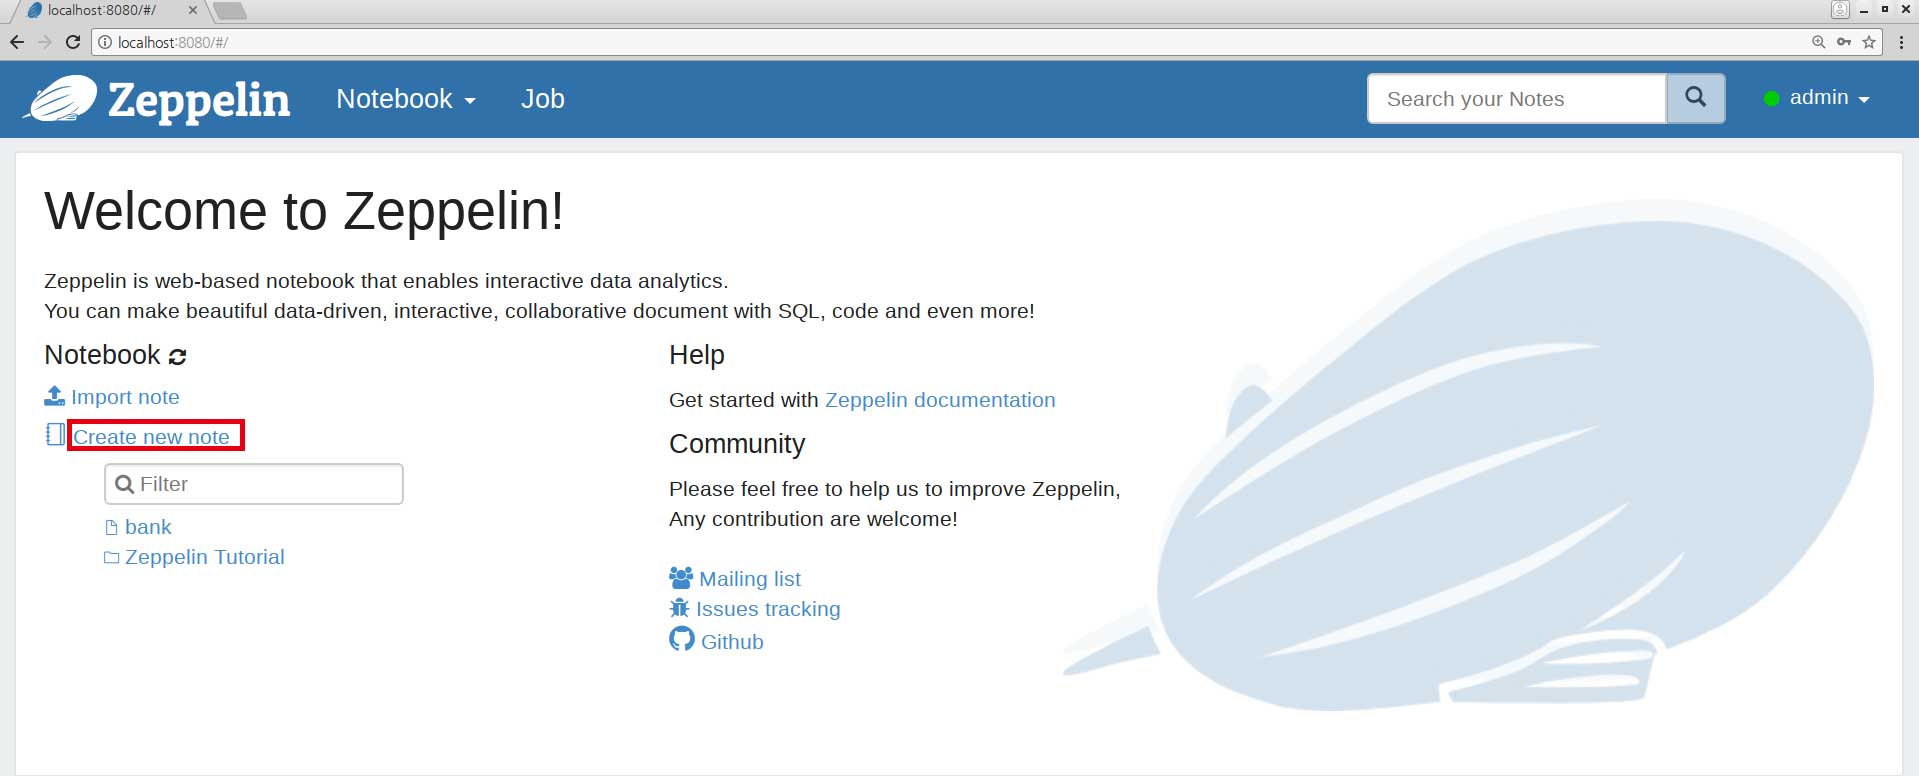 localhost:8080/#/
localhost:8080/#/
Zeppelin
Notebook
Job
Search your Notes
admin
Welcome to Zeppelin!
Zeppelin is web-based notebook that enables interactive data analytics.
You can make beautiful data-driven, interactive, collaborative document with SQL, code and even more!
Notebook
Import note
Create new note
Filter
bank
Zeppelin Tutorial
Help
Get started with Zeppelin documentation
Community
Please feel free to help us to improve Zeppelin,
Any contribution are welcome!
Mailing list
Issues tracking
Github